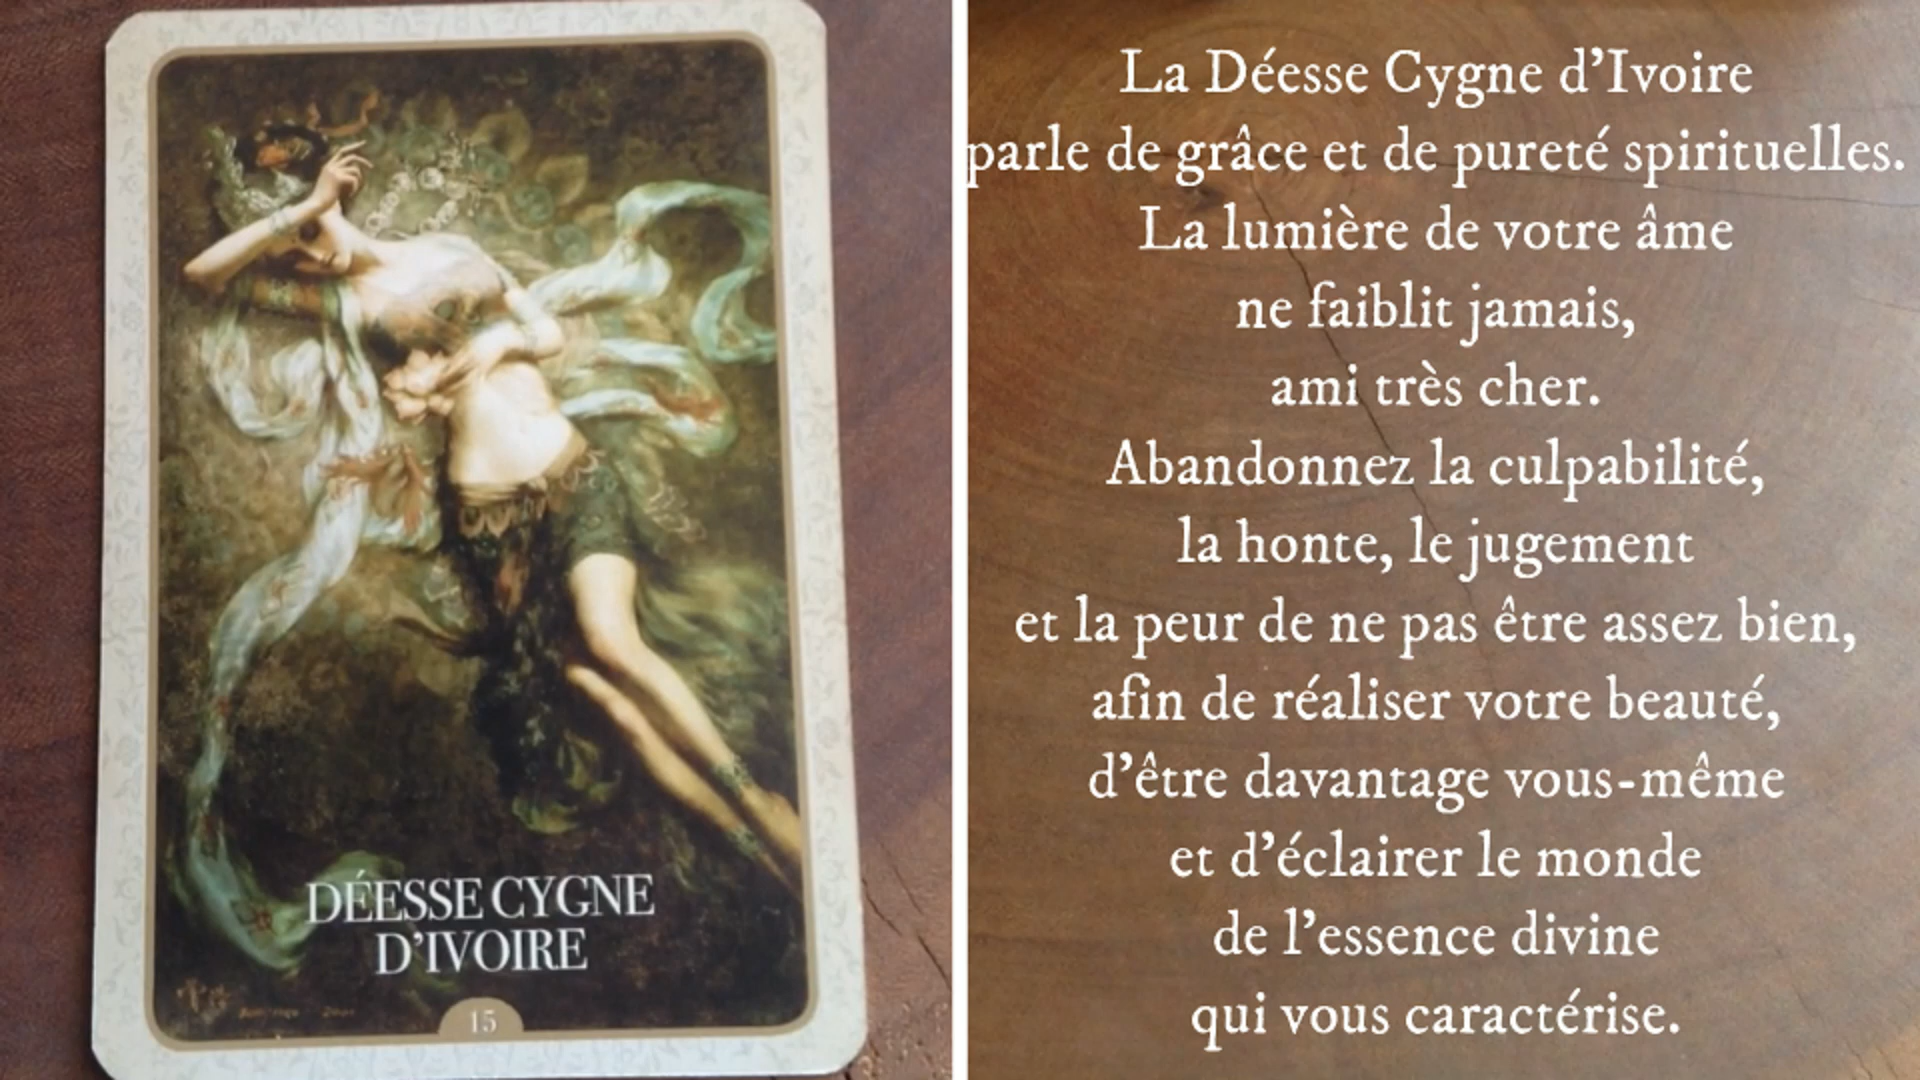 DÉESSE CYGNE
D'IVOIRE
15
La Déesse Cygne d'Ivoire
parle de grâce et de pureté spirituelles.
La lumière de votre âme
ne faiblit jamais,
ami très cher.
Abandonnez la culpabilité,
la honte, le jugement
et la peur de ne pas être assez bien,
afin de réaliser votre beauté,
d'être davantage vous-même
et d'éclairer le monde
de l'essence divine
qui vous caractérise.